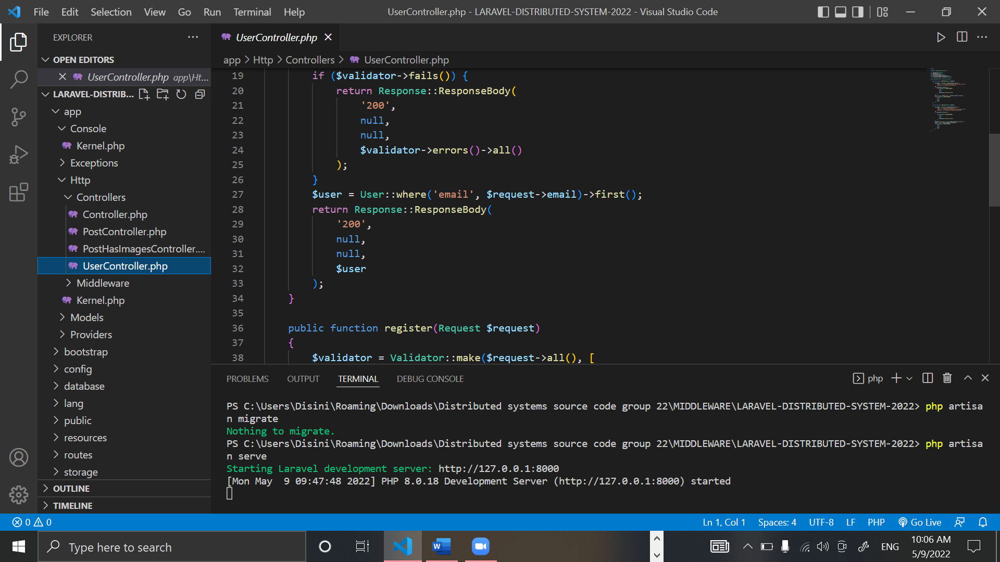 File Edit Selection View Go Run Terminal Help
UserController.php - LARAVEL-DISTRIBUTED-SYSTEM-2022 - Visual Studio Code
EXPLORER
OPEN EDITORS
UserController.php app\Ht...
LARAVEL-DISTRIB...
app
Console
Kernel.php
Exceptions
Http
Controllers
Controller.php
PostController.php
PostHasImagesController....
UserController.php
Middleware
Kernel.php
Models
Providers
bootstrap
config
database
lang
public
resources
routes
storage
OUTLINE
TIMELINE
UserController.php
app > Http > Controllers > UserController.php
19 if ($validator->fails()) {
20 return Response::ResponseBody(
21 '200',
22 null,
23 null,
24 $validator->errors()->all()
25 );
26 }
27 $user = User::where('email', $request->email)->first();
28 return Response::ResponseBody(
29 '200',
30 null,
31 null,
32 $user
33 );
34 }
35
36 public function register(Request $request)
37 {
38 $validator = Validator::make($request->all(), [
PROBLEMS OUTPUT TERMINAL DEBUG CONSOLE
php
PS C:\Users\Disini\Roaming\Downloads\Distributed systems source code group 22\MIDDLEWARE\LARAVEL-DISTRIBUTED-SYSTEM-2022> php artisa
n migrate
Nothing to migrate.
PS C:\Users\Disini\Roaming\Downloads\Distributed systems source code group 22\MIDDLEWARE\LARAVEL-DISTRIBUTED-SYSTEM-2022> php artisa
n serve
Starting Laravel development server: http://127.0.0.1:8000
[Mon May  9 09:47:48 2022] PHP 8.0.18 Development Server (http://127.0.0.1:8000) started
0 0
Ln 1, Col 1 Spaces: 4 UTF-8 LF PHP Go Live
Type here to search
ENG
10:06 AM
5/9/2022